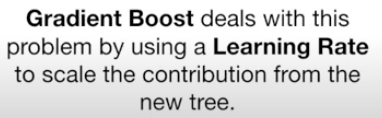 Gradient Boost deals with this
problem by using a Learning Rate
to scale the contribution from the
new tree.